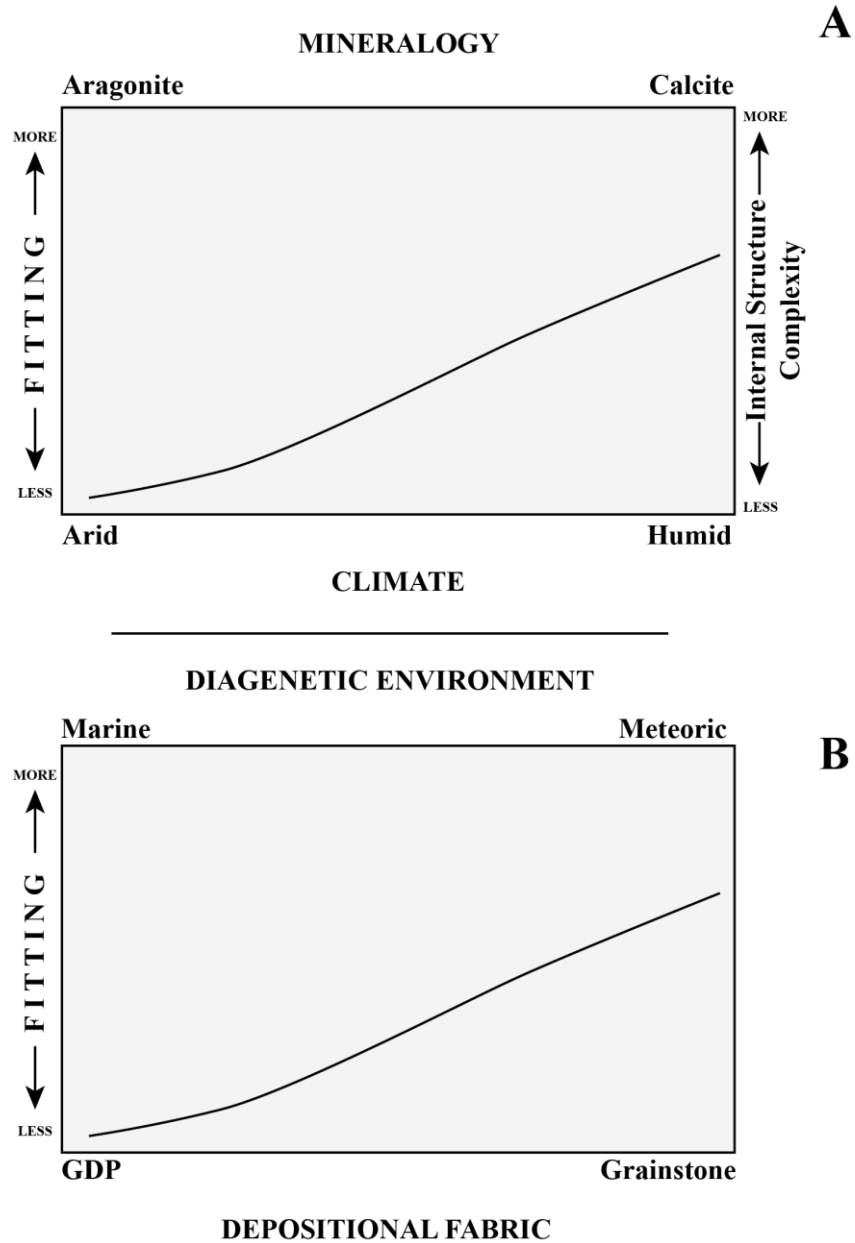 A
MINERALOGY
Aragonite Calcite
MORE
FITTING
LESS
MORE
Internal Structure
Complexity
LESS
Arid Humid
CLIMATE
DIAGENETIC ENVIRONMENT
Marine Meteoric
B
MORE
FITTING
LESS
GDP Grainstone
DEPOSITIONAL FABRIC